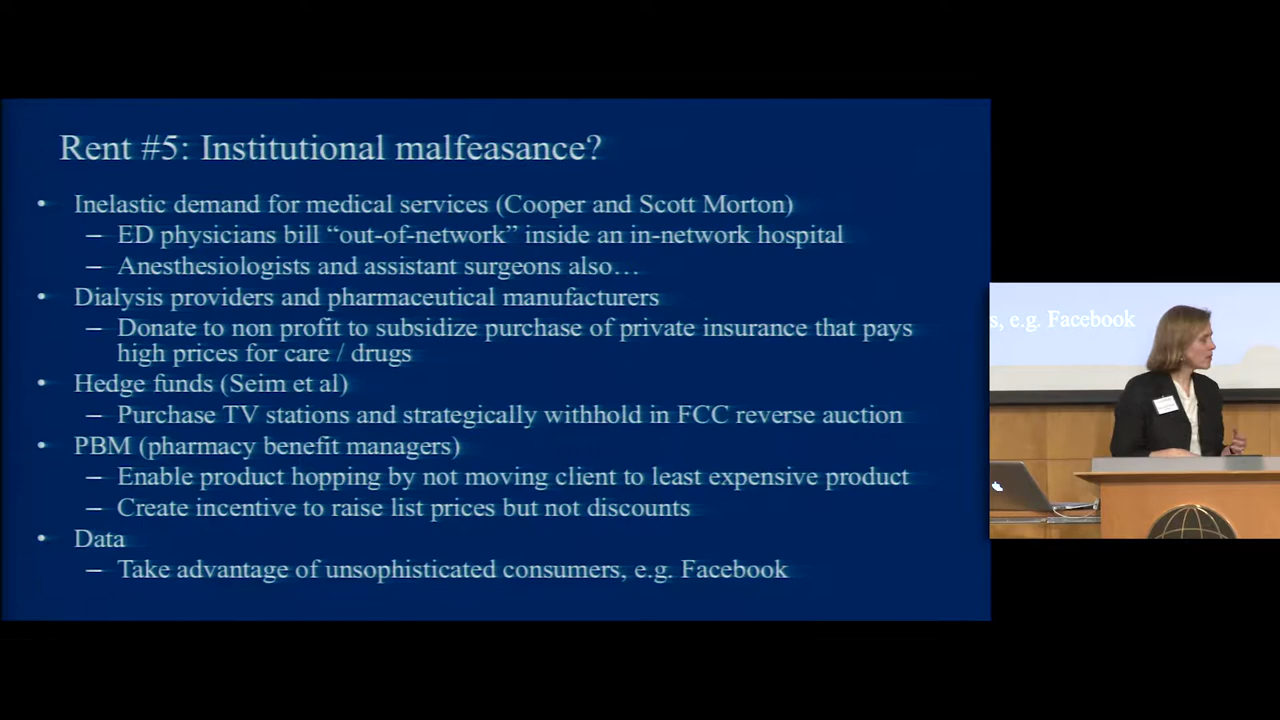 Rent #5: Institutional malfeasance?
• Inelastic demand for medical services (Cooper and Scott Morton)
– ED physicians bill “out-of-network” inside an in-network hospital
– Anesthesiologists and assistant surgeons also…
• Dialysis providers and pharmaceutical manufacturers
– Donate to non profit to subsidize purchase of private insurance that pays
high prices for care / drugs
• Hedge funds (Seim et al)
– Purchase TV stations and strategically withhold in FCC reverse auction
• PBM (pharmacy benefit managers)
– Enable product hopping by not moving client to least expensive product
– Create incentive to raise list prices but not discounts
• Data
– Take advantage of unsophisticated consumers, e.g. Facebook
s, e.g. Facebook